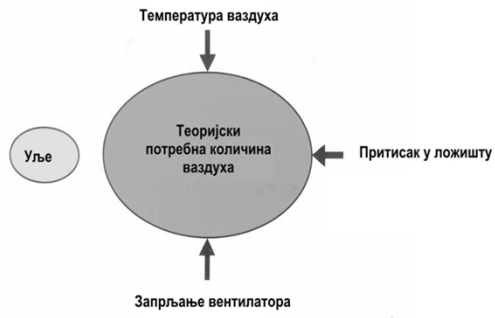 Температура ваздуха
Теоријски
потребна количина
ваздуха
Уље
Притисак у ложишту
Запрљање вентилатора